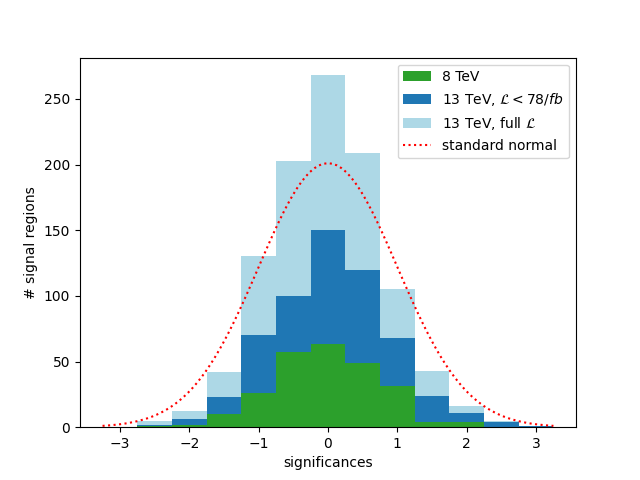 8 TeV
13 TeV, ℒ < 78/fb
13 TeV, full ℒ
standard normal
250
200
150
100
50
0
# signal regions
−3 −2 −1 0 1 2 3
significances